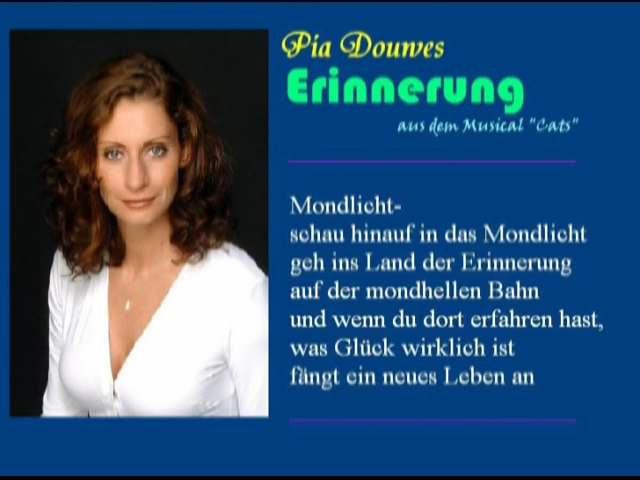 Pia Douwes
Erinnerung
aus dem Musical "Cats"
Mondlicht-
schau hinauf in das Mondlicht
geh ins Land der Erinnerung
auf der mondhellen Bahn
und wenn du dort erfahren hast,
was Glück wirklich ist
fängt ein neues Leben an